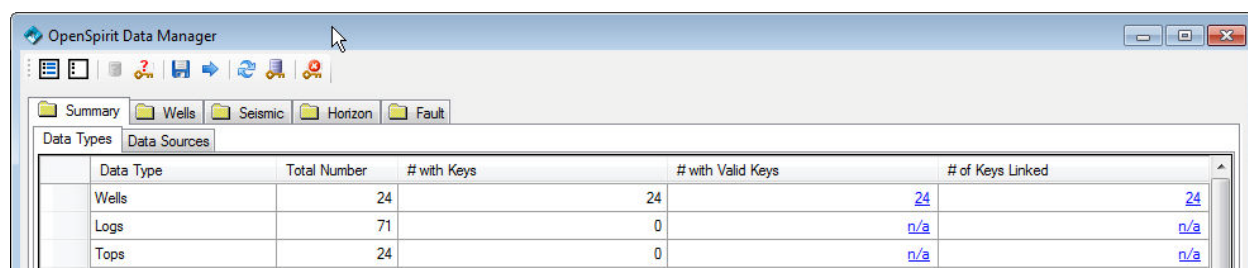 OpenSpirit Data Manager
Summary Wells Seismic Horizon Fault
Data Types Data Sources
Data Type Total Number # with Keys # with Valid Keys # of Keys Linked
Wells 24 24 24 24
Logs 71 0 n/a n/a
Tops 24 0 n/a n/a